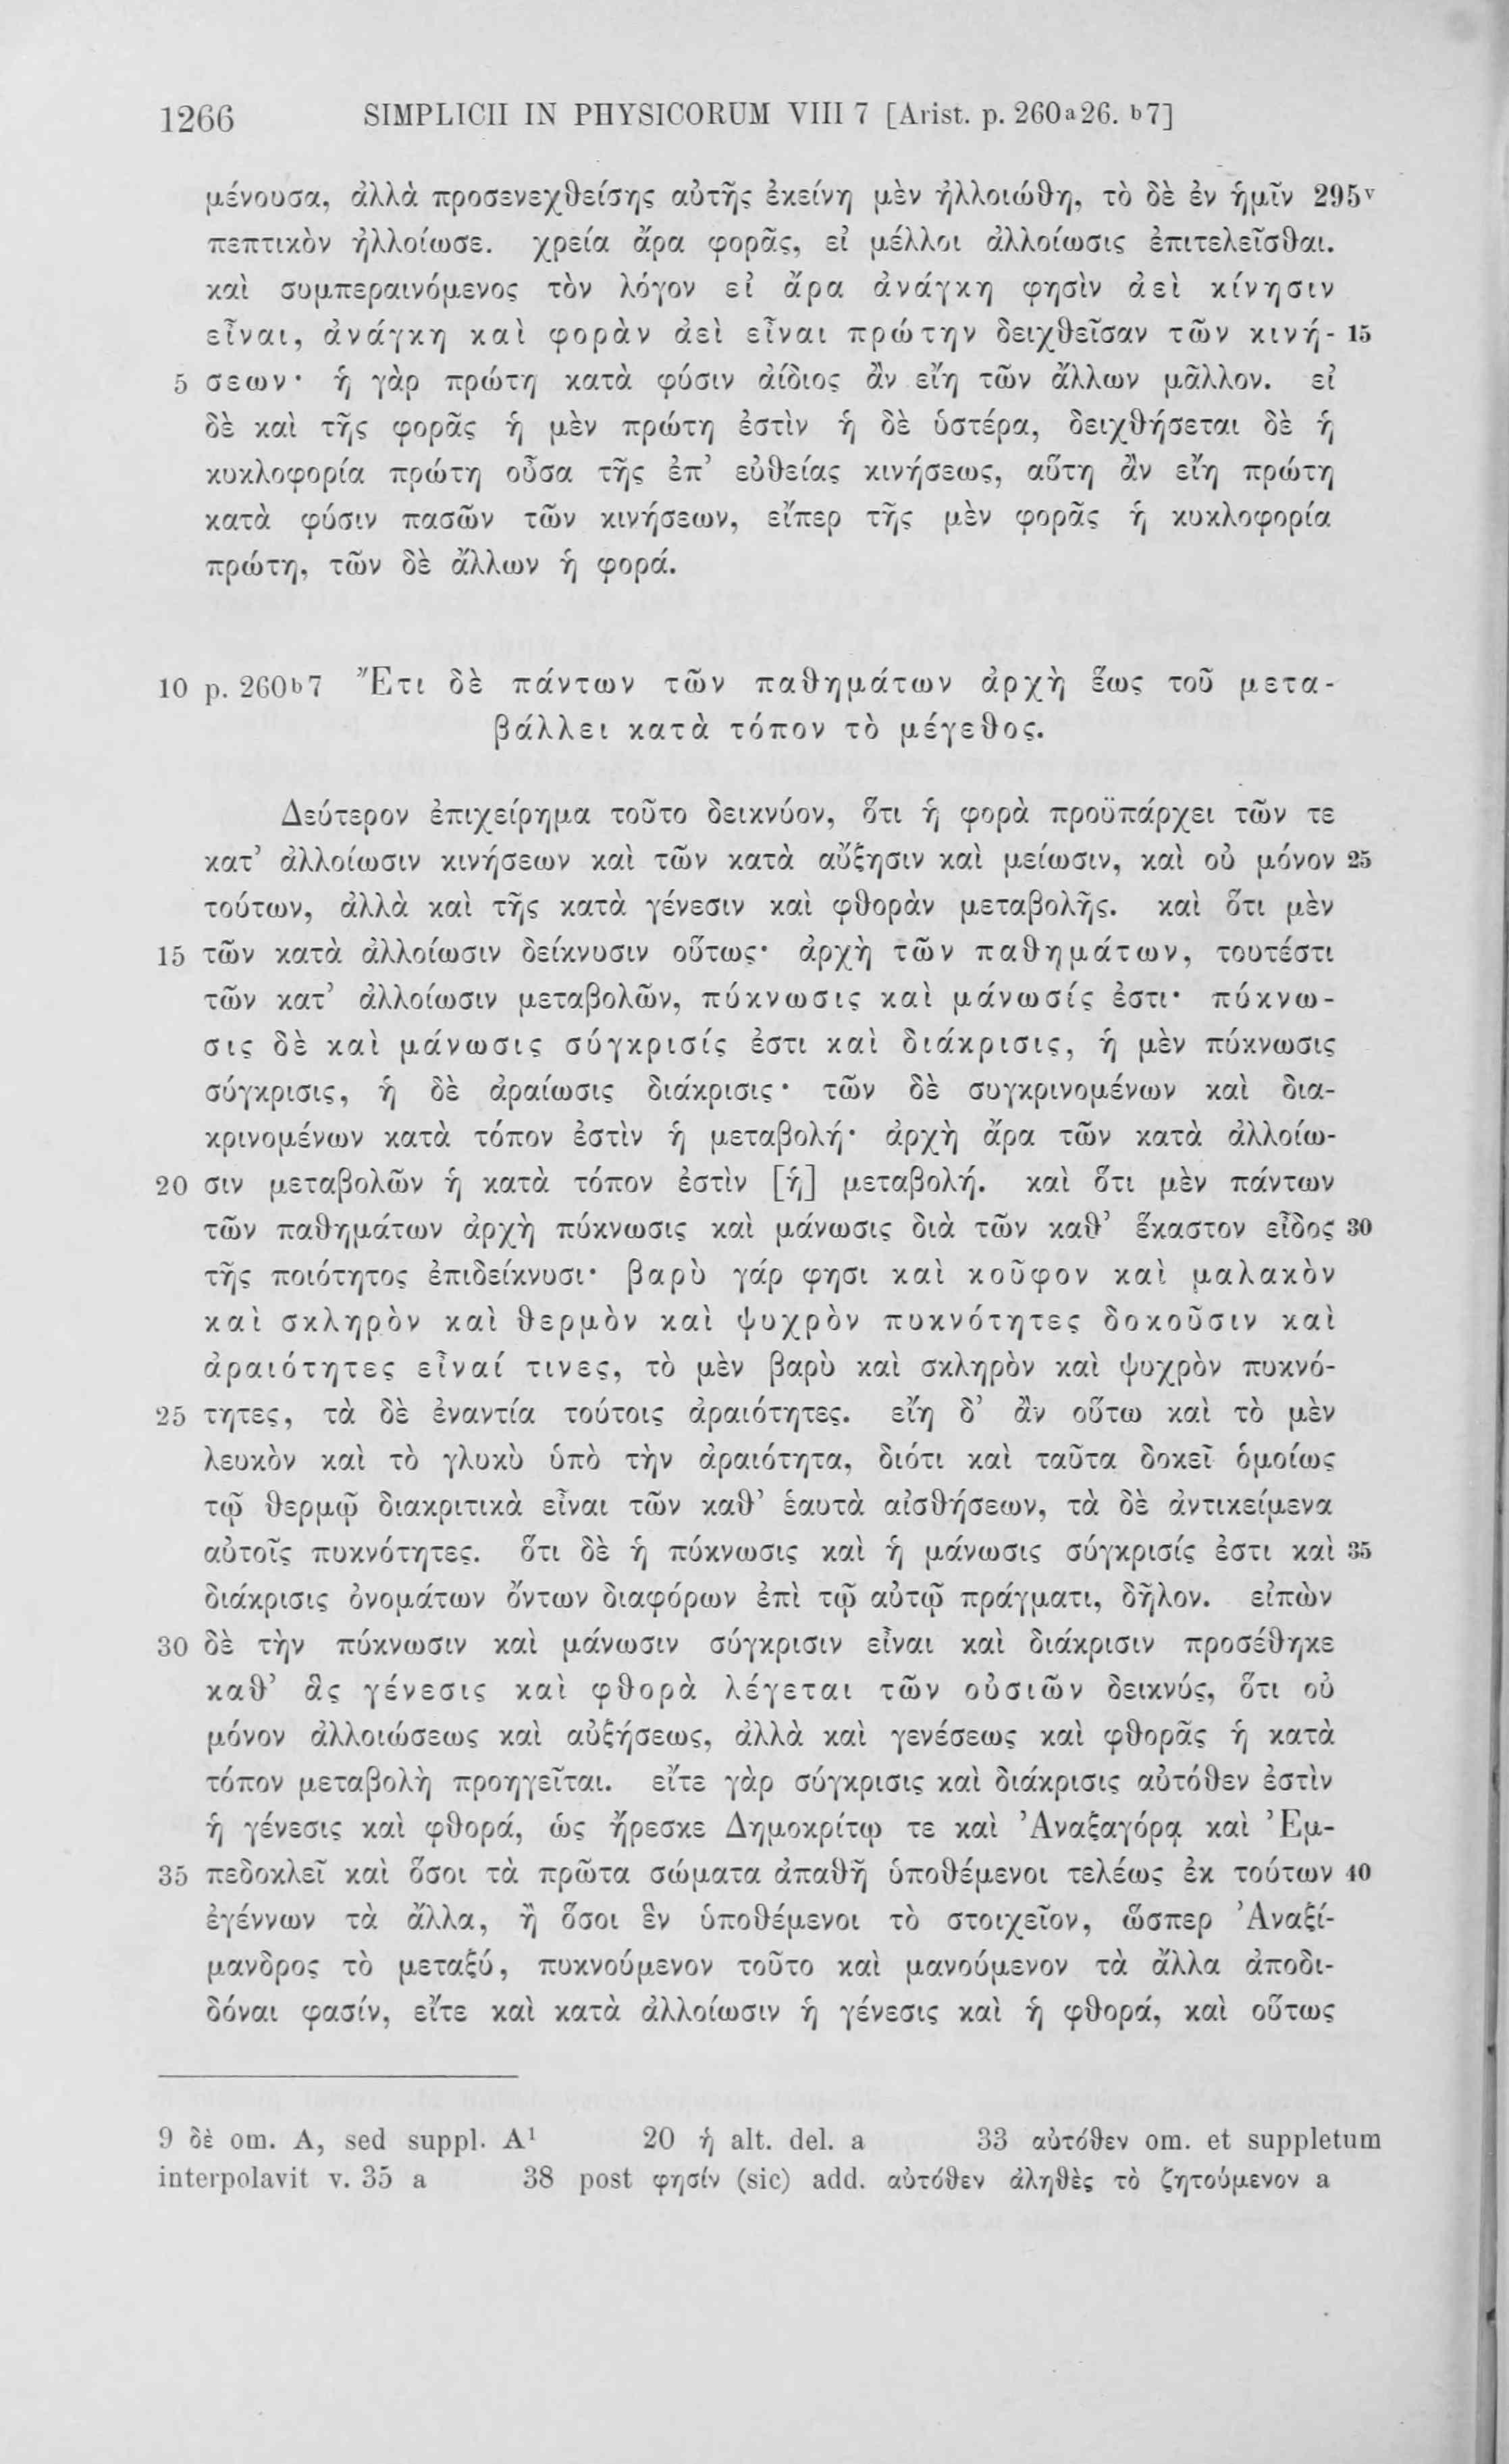 1266 SIMPLICII IN PHYSICORUM VIII 7 [Arist. p. 260a26. b7]
μένουσα, ἀλλὰ προσενεχθείσης αὐτῆς ἐκείνη μὲν ἠλλοιώθη, τὸ δὲ ἐν ἡμῖν 295v
πεπτικὸν ἠλλοίωσε. χρεία ἄρα φορᾶς, εἰ μέλλοι ἀλλοίωσις ἐπιτελεῖσθαι.
καὶ συμπεραινόμενος τὸν λόγον εἰ ἄρα ἀνάγκη φησὶν ἀεὶ κίνησιν
εἶναι, ἀνάγκη καὶ φορὰν ἀεὶ εἶναι πρώτην δειχθεῖσαν τῶν κινή- 15
5 σεων· ἡ γὰρ πρώτη κατὰ φύσιν ἀίδιος ἂν εἴη τῶν ἄλλων μᾶλλον. εἰ
δὲ καὶ τῆς φορᾶς ἡ μὲν πρώτη ἐστὶν ἡ δὲ ὑστέρα, δειχθήσεται δὲ ἡ
κυκλοφορία πρώτη οὖσα τῆς ἐπ’ εὐθείας κινήσεως, αὕτη ἂν εἴη πρώτη
κατὰ φύσιν πασῶν τῶν κινήσεων, εἴπερ τῆς μὲν φορᾶς ἡ κυκλοφορία
πρώτη, τῶν δὲ ἄλλων ἡ φορά.
10 p. 260b7 Ἔτι δὲ πάντων τῶν παθημάτων ἀρχὴ ἕως τοῦ μετα-
βάλλει κατὰ τόπον τὸ μέγεθος.
Δεύτερον ἐπιχείρημα τοῦτο δεικνύον, ὅτι ἡ φορὰ προϋπάρχει τῶν τε
κατ’ ἀλλοίωσιν κινήσεων καὶ τῶν κατὰ αὔξησιν καὶ μείωσιν, καὶ οὐ μόνον 25
τούτων, ἀλλὰ καὶ τῆς κατὰ γένεσιν καὶ φθορὰν μεταβολῆς. καὶ ὅτι μὲν
15 τῶν κατὰ ἀλλοίωσιν δείκνυσιν οὕτως· ἀρχὴ τῶν παθημάτων, τουτέστι
τῶν κατ’ ἀλλοίωσιν μεταβολῶν, πύκνωσις καὶ μάνωσίς ἐστι· πύκνω-
σις δὲ καὶ μάνωσις σύγκρισίς ἐστι καὶ διάκρισις, ἡ μὲν πύκνωσις
σύγκρισις, ἡ δὲ ἀραίωσις διάκρισις· τῶν δὲ συγκρινομένων καὶ δια-
κρινομένων κατὰ τόπον ἐστὶν ἡ μεταβολή· ἀρχὴ ἄρα τῶν κατὰ ἀλλοίω-
20 σιν μεταβολῶν ἡ κατὰ τόπον ἐστὶν [ἡ] μεταβολή. καὶ ὅτι μὲν πάντων
τῶν παθημάτων ἀρχὴ πύκνωσις καὶ μάνωσις διὰ τῶν καθ’ ἕκαστον εἶδος 30
τῆς ποιότητος ἐπιδείκνυσι· βαρὺ γάρ φησι καὶ κοῦφον καὶ μαλακὸν
καὶ σκληρὸν καὶ θερμὸν καὶ ψυχρὸν πυκνότητες δοκοῦσιν καὶ
ἀραιότητες εἶναί τινες, τὸ μὲν βαρὺ καὶ σκληρὸν καὶ ψυχρὸν πυκνό-
25 τητες, τὰ δὲ ἐναντία τούτοις ἀραιότητες. εἴη δ’ ἂν οὕτω καὶ τὸ μὲν
λευκὸν καὶ τὸ γλυκὺ ὑπὸ τὴν ἀραιότητα, διότι καὶ ταῦτα δοκεῖ ὁμοίως
τῷ θερμῷ διακριτικὰ εἶναι τῶν καθ’ ἑαυτὰ αἰσθήσεων, τὰ δὲ ἀντικείμενα
αὐτοῖς πυκνότητες. ὅτι δὲ ἡ πύκνωσις καὶ ἡ μάνωσις σύγκρισίς ἐστι καὶ 35
διάκρισις ὀνομάτων ὄντων διαφόρων ἐπὶ τῷ αὐτῷ πράγματι, δῆλον. εἰπὼν
30 δὲ τὴν πύκνωσιν καὶ μάνωσιν σύγκρισιν εἶναι καὶ διάκρισιν προσέθηκε
καθ’ ἃς γένεσις καὶ φθορὰ λέγεται τῶν οὐσιῶν δεικνύς, ὅτι οὐ
μόνον ἀλλοιώσεως καὶ αὐξήσεως, ἀλλὰ καὶ γενέσεως καὶ φθορᾶς ἡ κατὰ
τόπον μεταβολὴ προηγεῖται. εἴτε γὰρ σύγκρισις καὶ διάκρισις αὐτόθεν ἐστὶν
ἡ γένεσις καὶ φθορά, ὡς ἤρεσκε Δημοκρίτῳ τε καὶ Ἀναξαγόρᾳ καὶ Ἐμ-
35 πεδοκλεῖ καὶ ὅσοι τὰ πρῶτα σώματα ἀπαθῆ ὑποθέμενοι τελέως ἐκ τούτων 40
ἐγέννων τὰ ἄλλα, ἢ ὅσοι ἓν ὑποθέμενοι τὸ στοιχεῖον, ὥσπερ Ἀναξί-
μανδρος τὸ μεταξύ, πυκνούμενον τοῦτο καὶ μανούμενον τὰ ἄλλα ἀποδι-
δόναι φασίν, εἴτε καὶ κατὰ ἀλλοίωσιν ἡ γένεσις καὶ ἡ φθορά, καὶ οὕτως
9 δὲ om. A, sed suppl. A1 20 ἡ alt. del. a 33 αὐτόθεν om. et suppletum
interpolavit v. 35 a 38 post φησίν (sic) add. αὐτόθεν ἀληθὲς τὸ ζητούμενον a